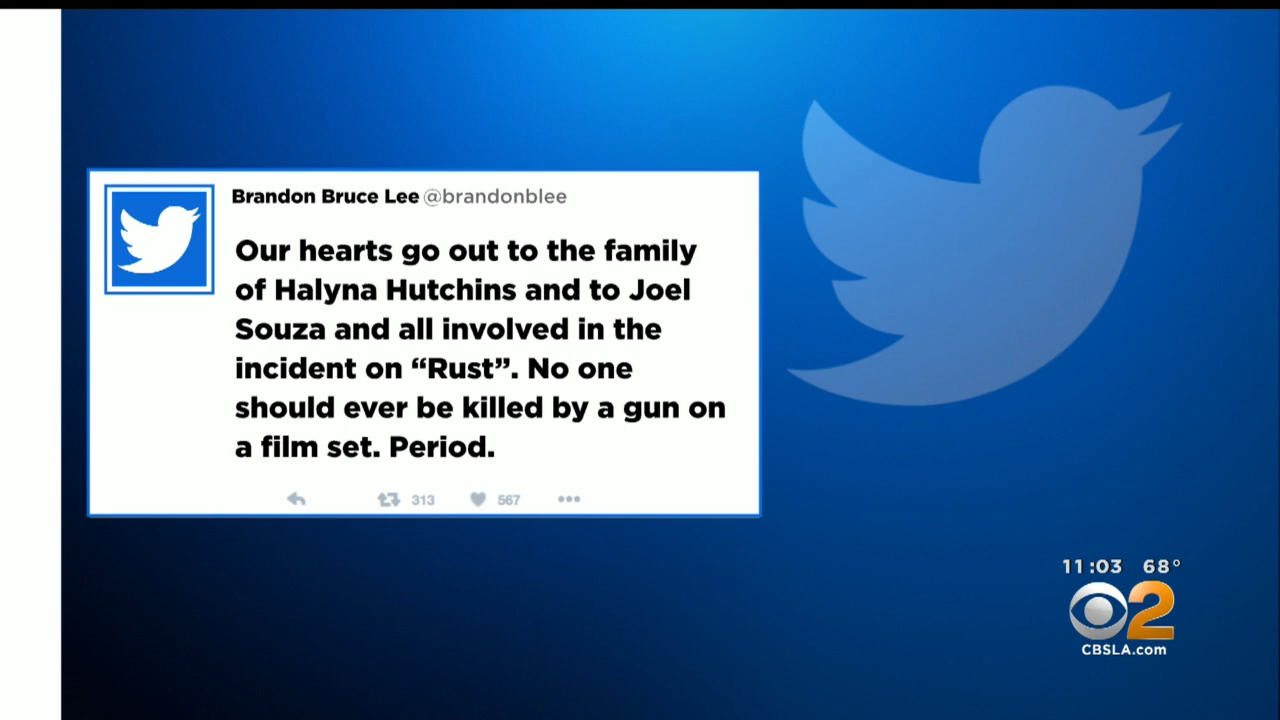 Brandon Bruce Lee @brandonblee
Our hearts go out to the family
of Halyna Hutchins and to Joel
Souza and all involved in the
incident on “Rust”. No one
should ever be killed by a gun on
a film set. Period.
313 567
11:03 68°
2
CBSLA.com